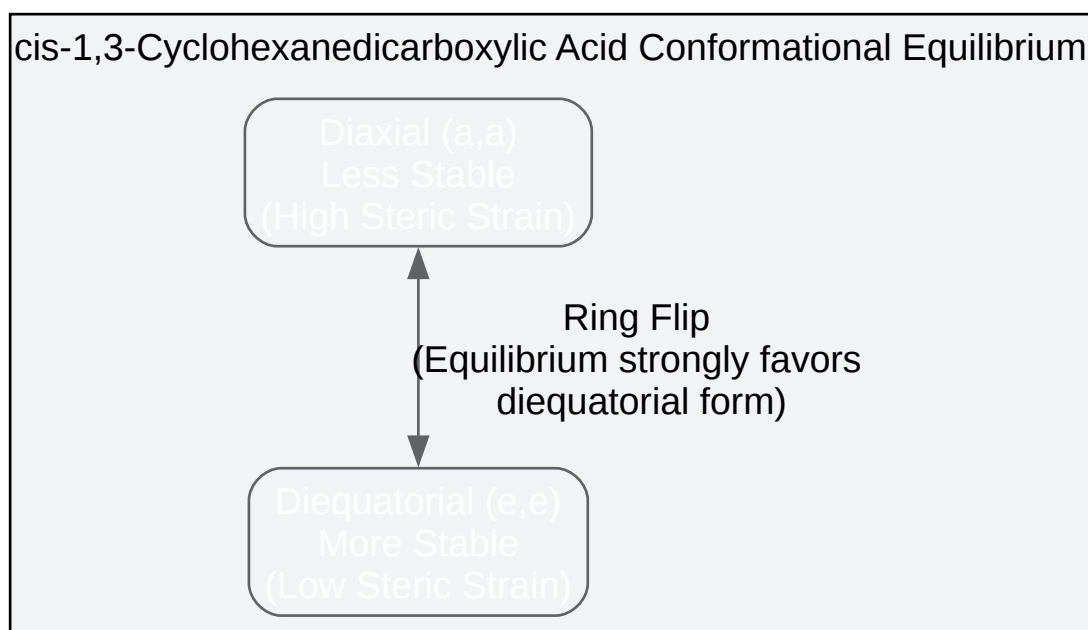 cis-1,3-Cyclohexanedicarboxylic Acid Conformational Equilibrium
Diaxial (a,a)
Less Stable
(High Steric Strain)
Ring Flip
(Equilibrium strongly favors
diequatorial form)
Diequatorial (e,e)
More Stable
(Low Steric Strain)